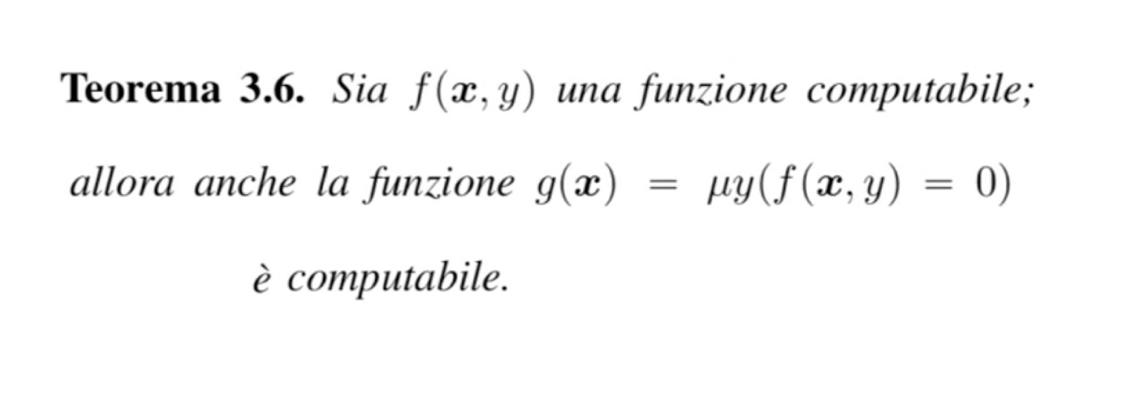 Teorema 3.6. Sia f(x, y) una funzione computabile;
allora anche la funzione g(x) = μy(f(x, y) = 0)
è computabile.